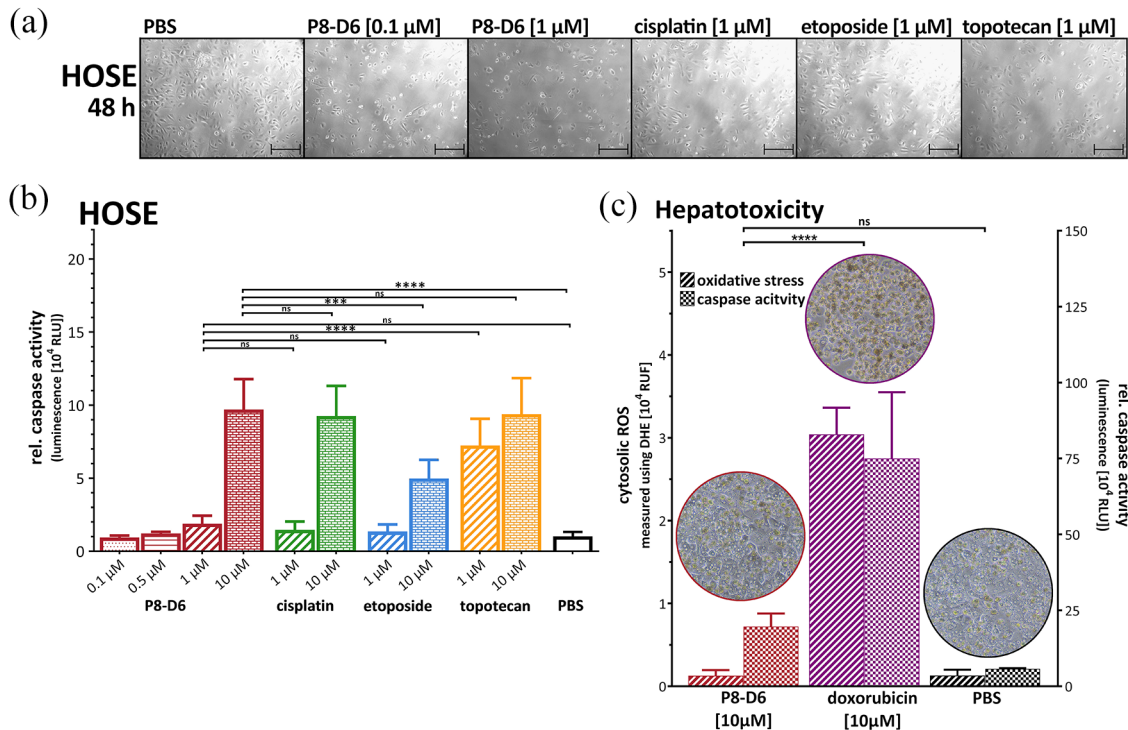 (a)
PBS
P8-D6 [0.1 µM]
P8-D6 [1 µM]
cisplatin [1 µM]
etoposide [1 µM]
topotecan [1 µM]
HOSE
48 h
(b)
HOSE
rel. caspase activity
(luminescence [10⁴ RLU])
20
15
10
5
0
****
ns
***
ns
ns
****
ns
ns
0.1 µM
0.5 µM
1 µM
10 µM
1 µM
10 µM
1 µM
10 µM
1 µM
10 µM
P8-D6
cisplatin
etoposide
topotecan
PBS
(c)
Hepatotoxicity
ns
****
oxidative stress
caspase acitvity
cytosolic ROS
measured using DHE [10⁴ RUF]
5
4
3
2
1
0
rel. caspase activity
(luminescence [10⁴ RLU])
150
125
100
75
50
25
0
P8-D6
[10µM]
doxorubicin
[10µM]
PBS